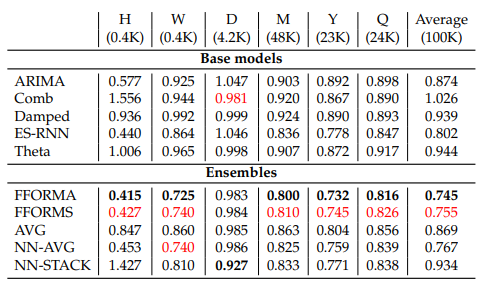 H W D M Y Q Average
(0.4K) (0.4K) (4.2K) (48K) (23K) (24K) (100K)
Base models
ARIMA 0.577 0.925 1.047 0.903 0.892 0.898 0.874
Comb 1.556 0.944 0.981 0.920 0.867 0.890 1.026
Damped 0.936 0.992 0.999 0.924 0.890 0.893 0.939
ES-RNN 0.440 0.864 1.046 0.836 0.778 0.847 0.802
Theta 1.006 0.965 0.998 0.907 0.872 0.917 0.944
Ensembles
FFORMA 0.415 0.725 0.983 0.800 0.732 0.816 0.745
FFORMS 0.427 0.740 0.984 0.810 0.745 0.826 0.755
AVG 0.847 0.860 0.985 0.863 0.804 0.856 0.869
NN-AVG 0.453 0.740 0.986 0.825 0.759 0.839 0.767
NN-STACK 1.427 0.810 0.927 0.833 0.771 0.838 0.934